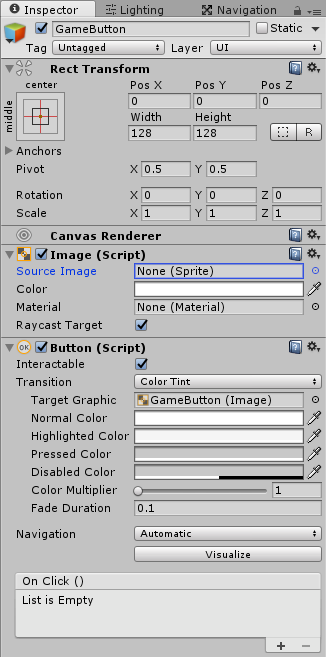 Inspector Lighting Navigation
GameButton Static
Tag Untagged Layer UI
Rect Transform
center Pos X Pos Y Pos Z
middle 0 0 0
Width Height
128 128 R
Anchors
Pivot X 0.5 Y 0.5
Rotation X 0 Y 0 Z 0
Scale X 1 Y 1 Z 1
Canvas Renderer
Image (Script)
Source Image None (Sprite)
Color
Material None (Material)
Raycast Target
OK Button (Script)
Interactable
Transition Color Tint
Target Graphic GameButton (Image)
Normal Color
Highlighted Color
Pressed Color
Disabled Color
Color Multiplier 1
Fade Duration 0.1
Navigation Automatic
Visualize
On Click ()
List is Empty
+ −